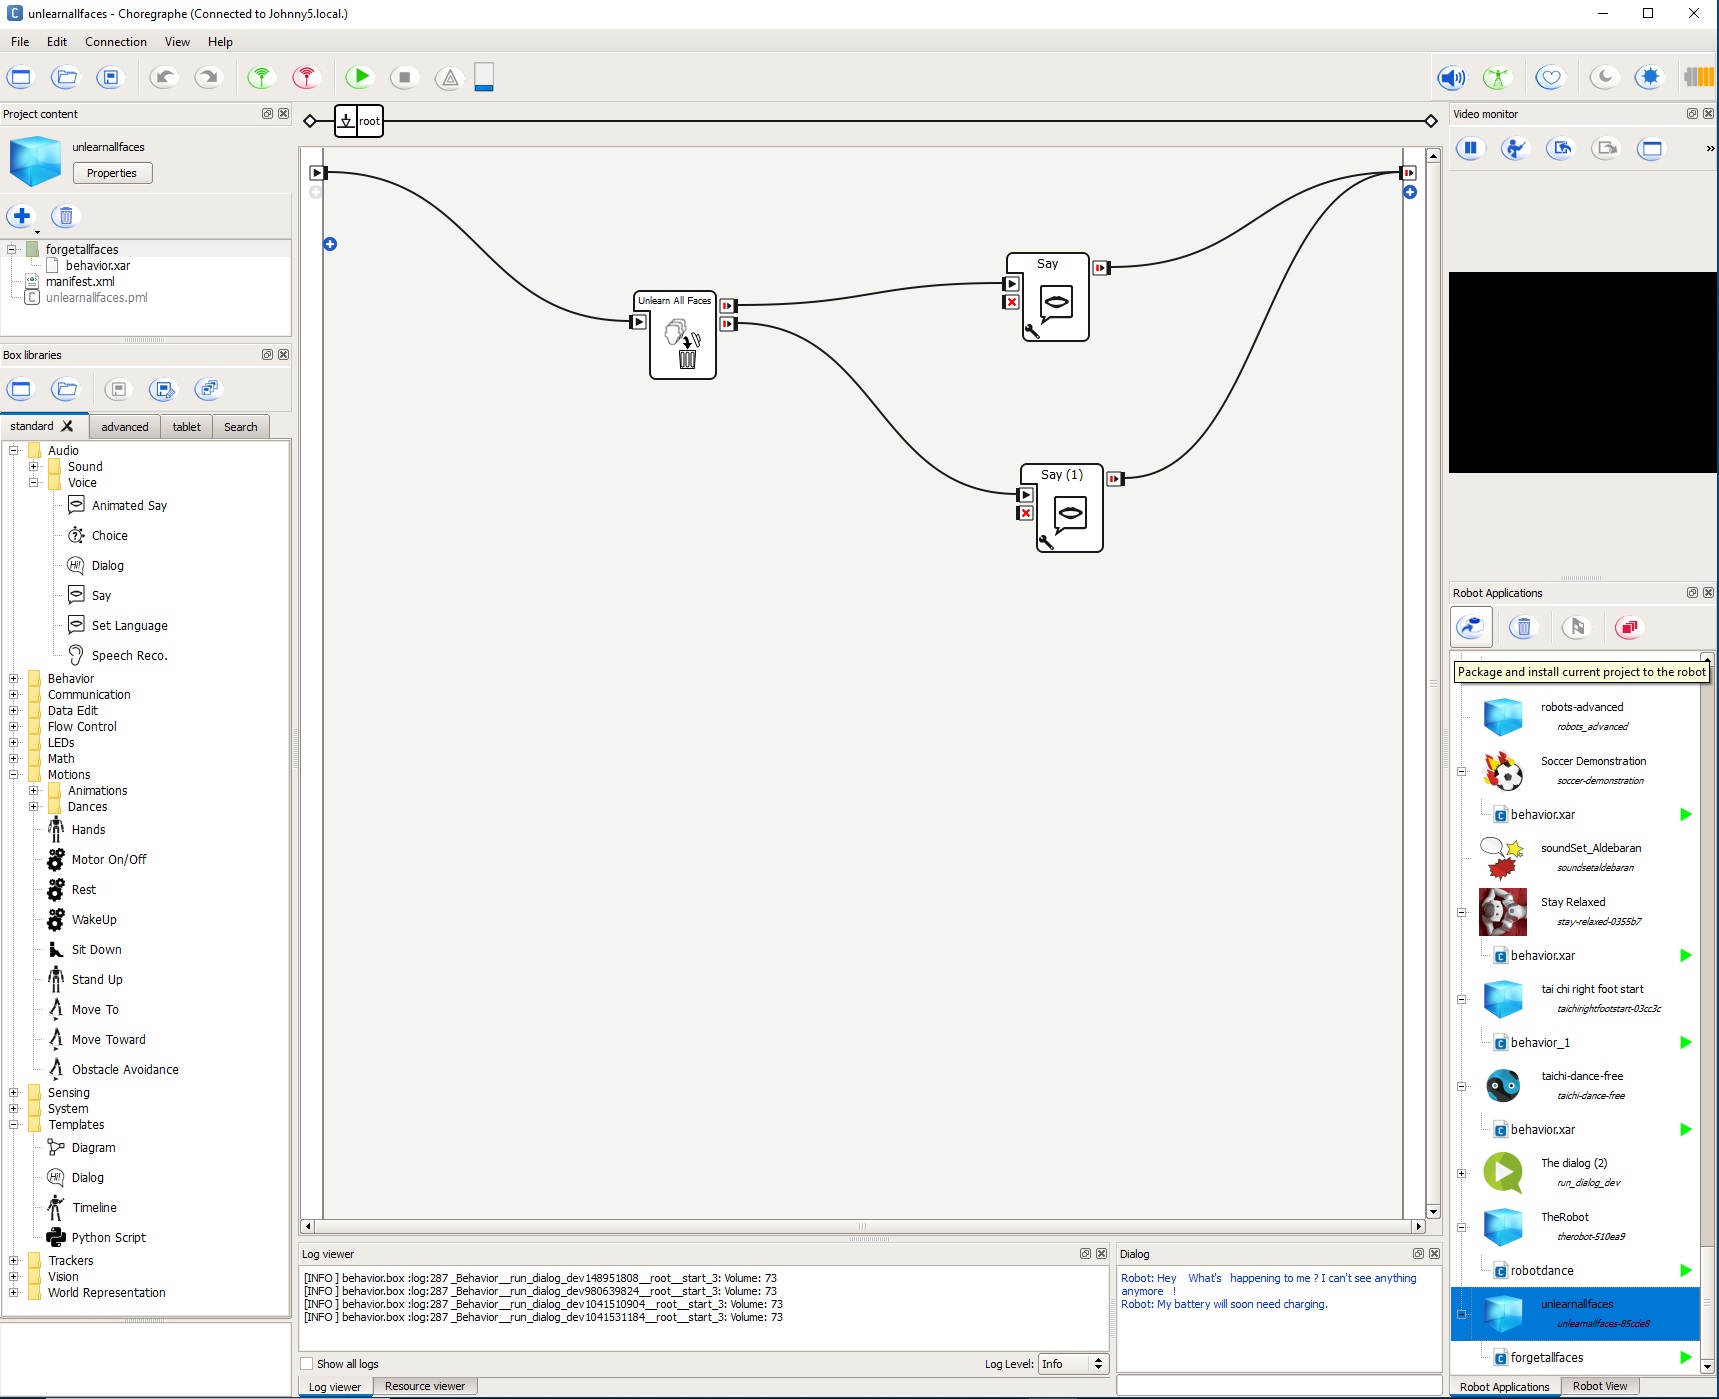 unlearnallfaces - Choregraphe (Connected to Johnny5.local.)
File Edit Connection View Help
Project content
unlearnallfaces
Properties
forgetallfaces
behavior.xar
manifest.xml
unlearnallfaces.pml
Box libraries
standard advanced tablet Search
Audio
Sound
Voice
Animated Say
Choice
Hi!
Dialog
Say
Set Language
Speech Reco.
Behavior
Communication
Data Edit
Flow Control
LEDs
Math
Motions
Animations
Dances
Hands
Motor On/Off
Rest
WakeUp
Sit Down
Stand Up
Move To
Move Toward
Obstacle Avoidance
Sensing
System
Templates
Diagram
Hi!
Dialog
Timeline
Python Script
Trackers
Vision
World Representation
root
Unlearn All Faces
Say
Say (1)
Log viewer
[INFO ] behavior.box :log:287 _Behavior__run_dialog_dev148951808__root__start_3: Volume: 73
[INFO ] behavior.box :log:287 _Behavior__run_dialog_dev980639824__root__start_3: Volume: 73
[INFO ] behavior.box :log:287 _Behavior__run_dialog_dev1041510904__root__start_3: Volume: 73
[INFO ] behavior.box :log:287 _Behavior__run_dialog_dev1041531184__root__start_3: Volume: 73
Show all logs
Log Level: Info
Log viewer Resource viewer
Dialog
Robot: Hey What's happening to me ? I can't see anything
anymore !
Robot: My battery will soon need charging.
Video monitor
»
Robot Applications
Package and install current project to the robot
robots-advanced
robots_advanced
Soccer Demonstration
soccer-demonstration
behavior.xar
soundSet_Aldebaran
soundsetaldebaran
Stay Relaxed
stay-relaxed-0355b7
behavior.xar
tai chi right foot start
taichirightfootstart-03cc3c
behavior_1
taichi-dance-free
taichi-dance-free
behavior.xar
The dialog (2)
run_dialog_dev
TheRobot
therobot-510ea9
robotdance
unlearnallfaces
unlearnallfaces-85cde8
forgetallfaces
Robot Applications Robot View